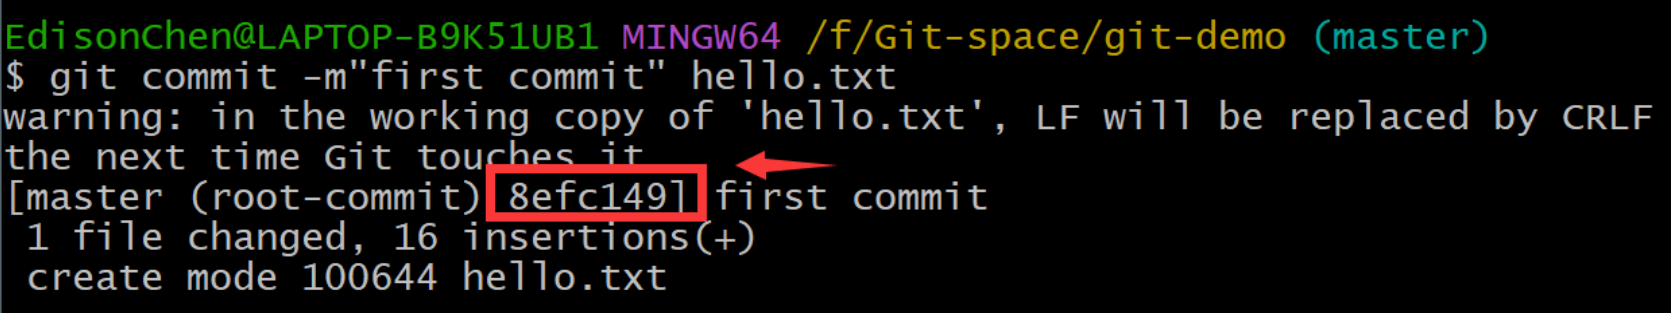 EdisonChen@LAPTOP-B9K51UB1 MINGW64 /f/Git-space/git-demo (master)
$ git commit -m"first commit" hello.txt
warning: in the working copy of 'hello.txt', LF will be replaced by CRLF
the next time Git touches it
[master (root-commit) 8efc149] first commit
 1 file changed, 16 insertions(+)
 create mode 100644 hello.txt